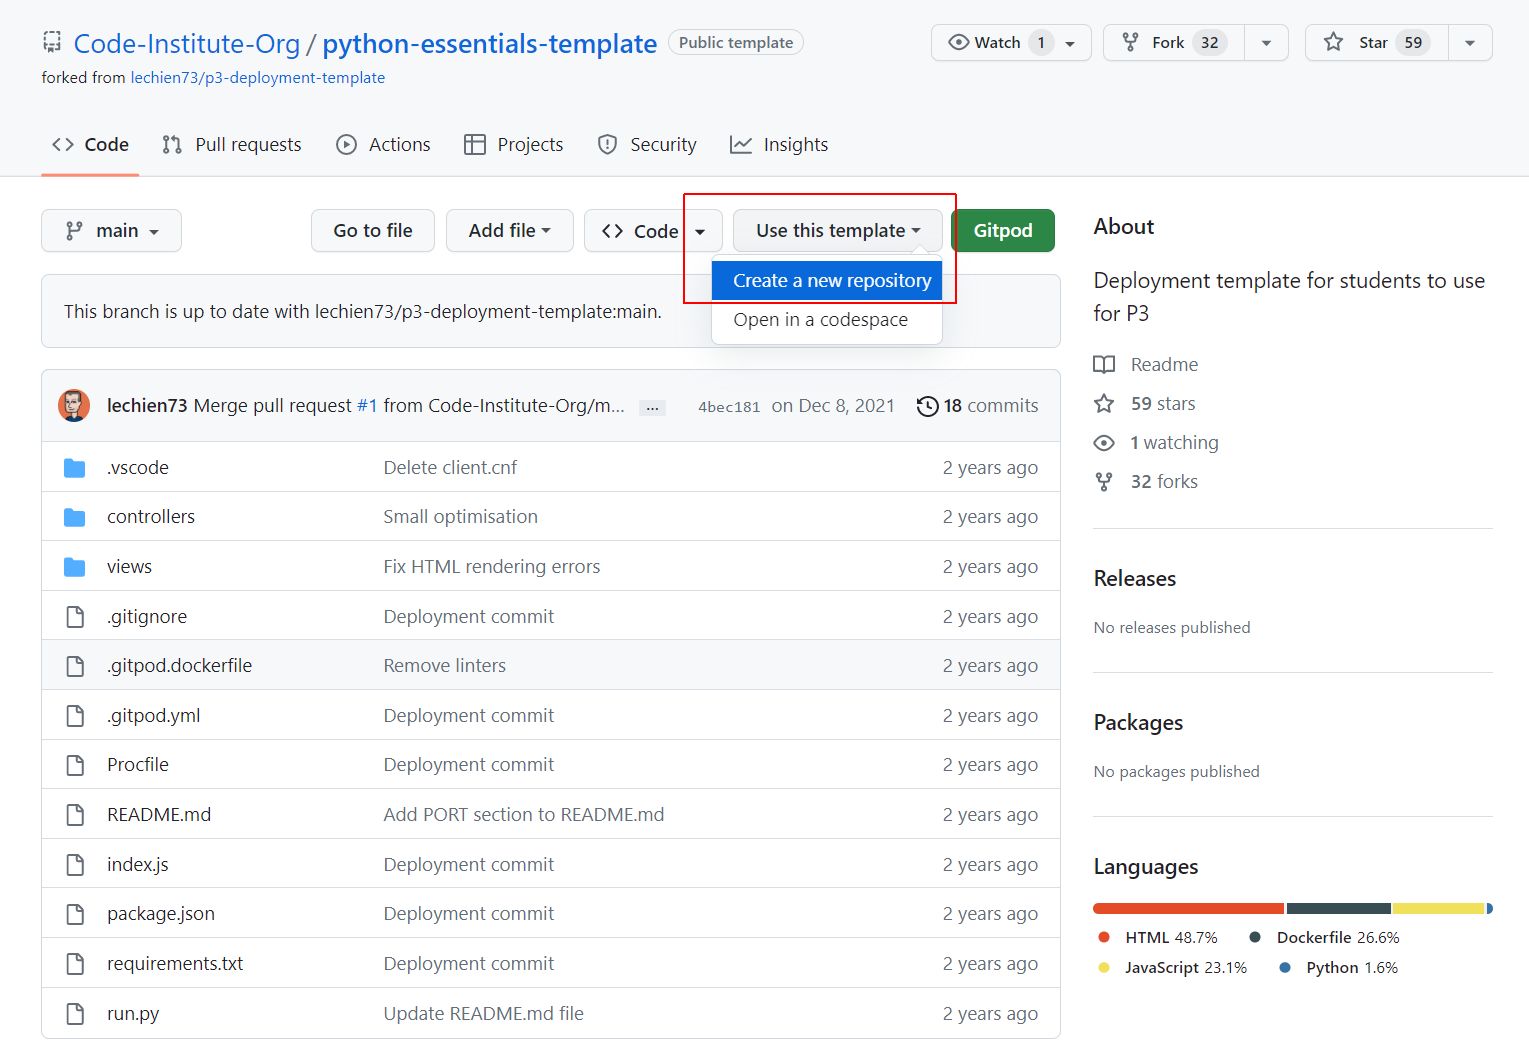 Code-Institute-Org / python-essentials-template Public template Watch 1 Fork 32 Star 59
forked from lechien73/p3-deployment-template
Code Pull requests Actions Projects Security Insights
main Go to file Add file Code Use this template Gitpod
Create a new repository
Open in a codespace
This branch is up to date with lechien73/p3-deployment-template:main.
lechien73 Merge pull request #1 from Code-Institute-Org/m... ... 4bec181 on Dec 8, 2021 18 commits
.vscode Delete client.cnf 2 years ago
controllers Small optimisation 2 years ago
views Fix HTML rendering errors 2 years ago
.gitignore Deployment commit 2 years ago
.gitpod.dockerfile Remove linters 2 years ago
.gitpod.yml Deployment commit 2 years ago
Procfile Deployment commit 2 years ago
README.md Add PORT section to README.md 2 years ago
index.js Deployment commit 2 years ago
package.json Deployment commit 2 years ago
requirements.txt Deployment commit 2 years ago
run.py Update README.md file 2 years ago
About
Deployment template for students to use
for P3
Readme
59 stars
1 watching
32 forks
Releases
No releases published
Packages
No packages published
Languages
HTML 48.7% Dockerfile 26.6%
JavaScript 23.1% Python 1.6%